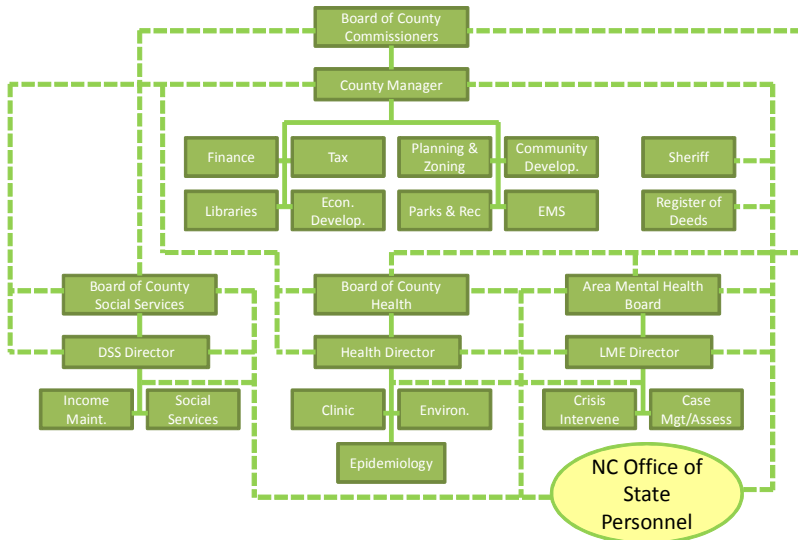 Board of County
Commissioners
County Manager
Finance
Tax
Planning &
Zoning
Community
Develop.
Sheriff
Libraries
Econ.
Develop.
Parks & Rec
EMS
Register of
Deeds
Board of County
Social Services
Board of County
Health
Area Mental Health
Board
DSS Director
Health Director
LME Director
Income
Maint.
Social
Services
Clinic
Environ.
Crisis
Intervene
Case
Mgt/Assess
Epidemiology
NC Office of
State
Personnel